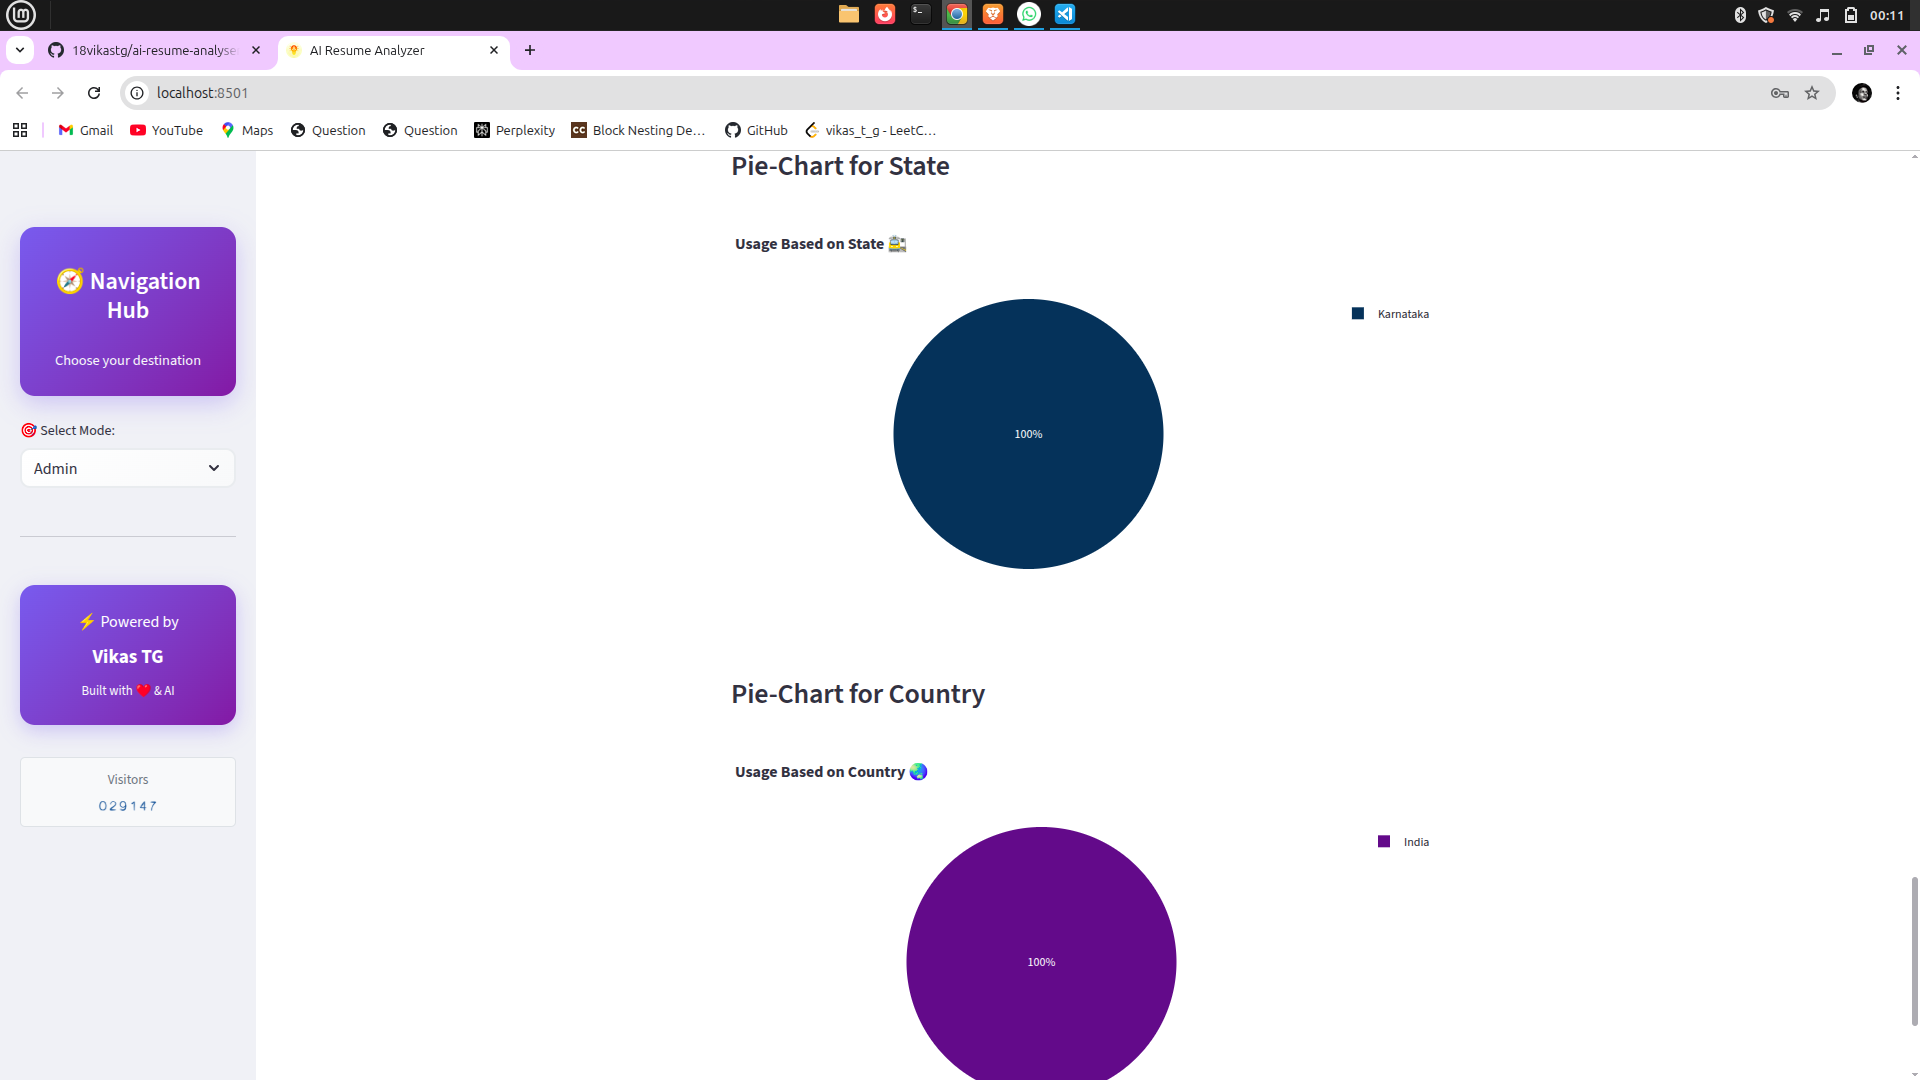 00:11
18vikastg/ai-resume-analyse
AI Resume Analyzer
localhost:8501
Gmail
YouTube
Maps
Question
Question
Perplexity
CC
Block Nesting De...
GitHub
vikas_t_g - LeetC...
🧭 Navigation
Hub
Choose your destination
🎯 Select Mode:
Admin
⚡ Powered by
Vikas TG
Built with ❤️ & AI
Visitors
029147
Pie-Chart for State
Usage Based on State 🚉
Karnataka
100%
Pie-Chart for Country
Usage Based on Country 🌏
India
100%